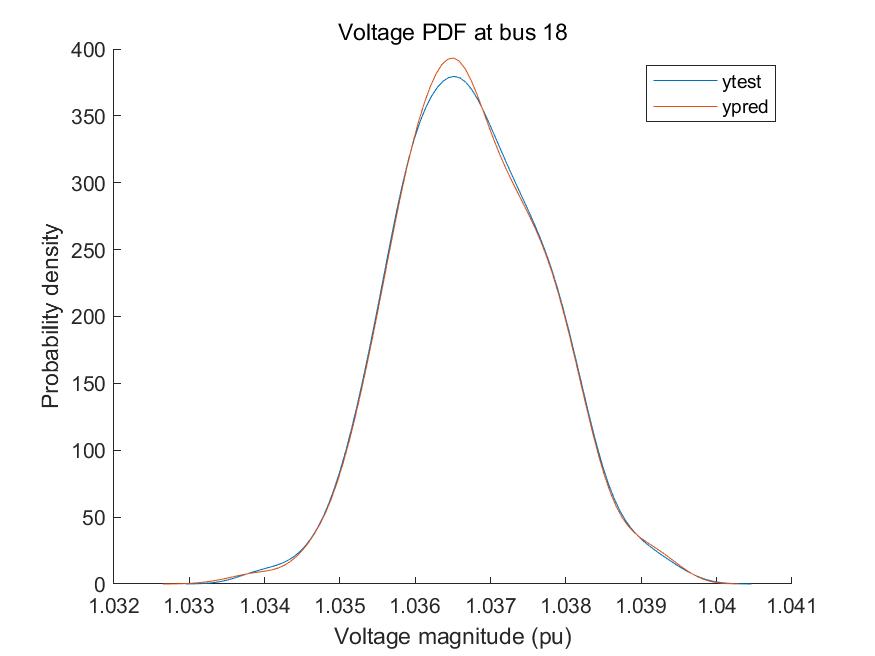 Voltage PDF at bus 18
400
350
300
250
200
150
100
50
0
Probability density
ytest
ypred
1.032 1.033 1.034 1.035 1.036 1.037 1.038 1.039 1.04 1.041
Voltage magnitude (pu)